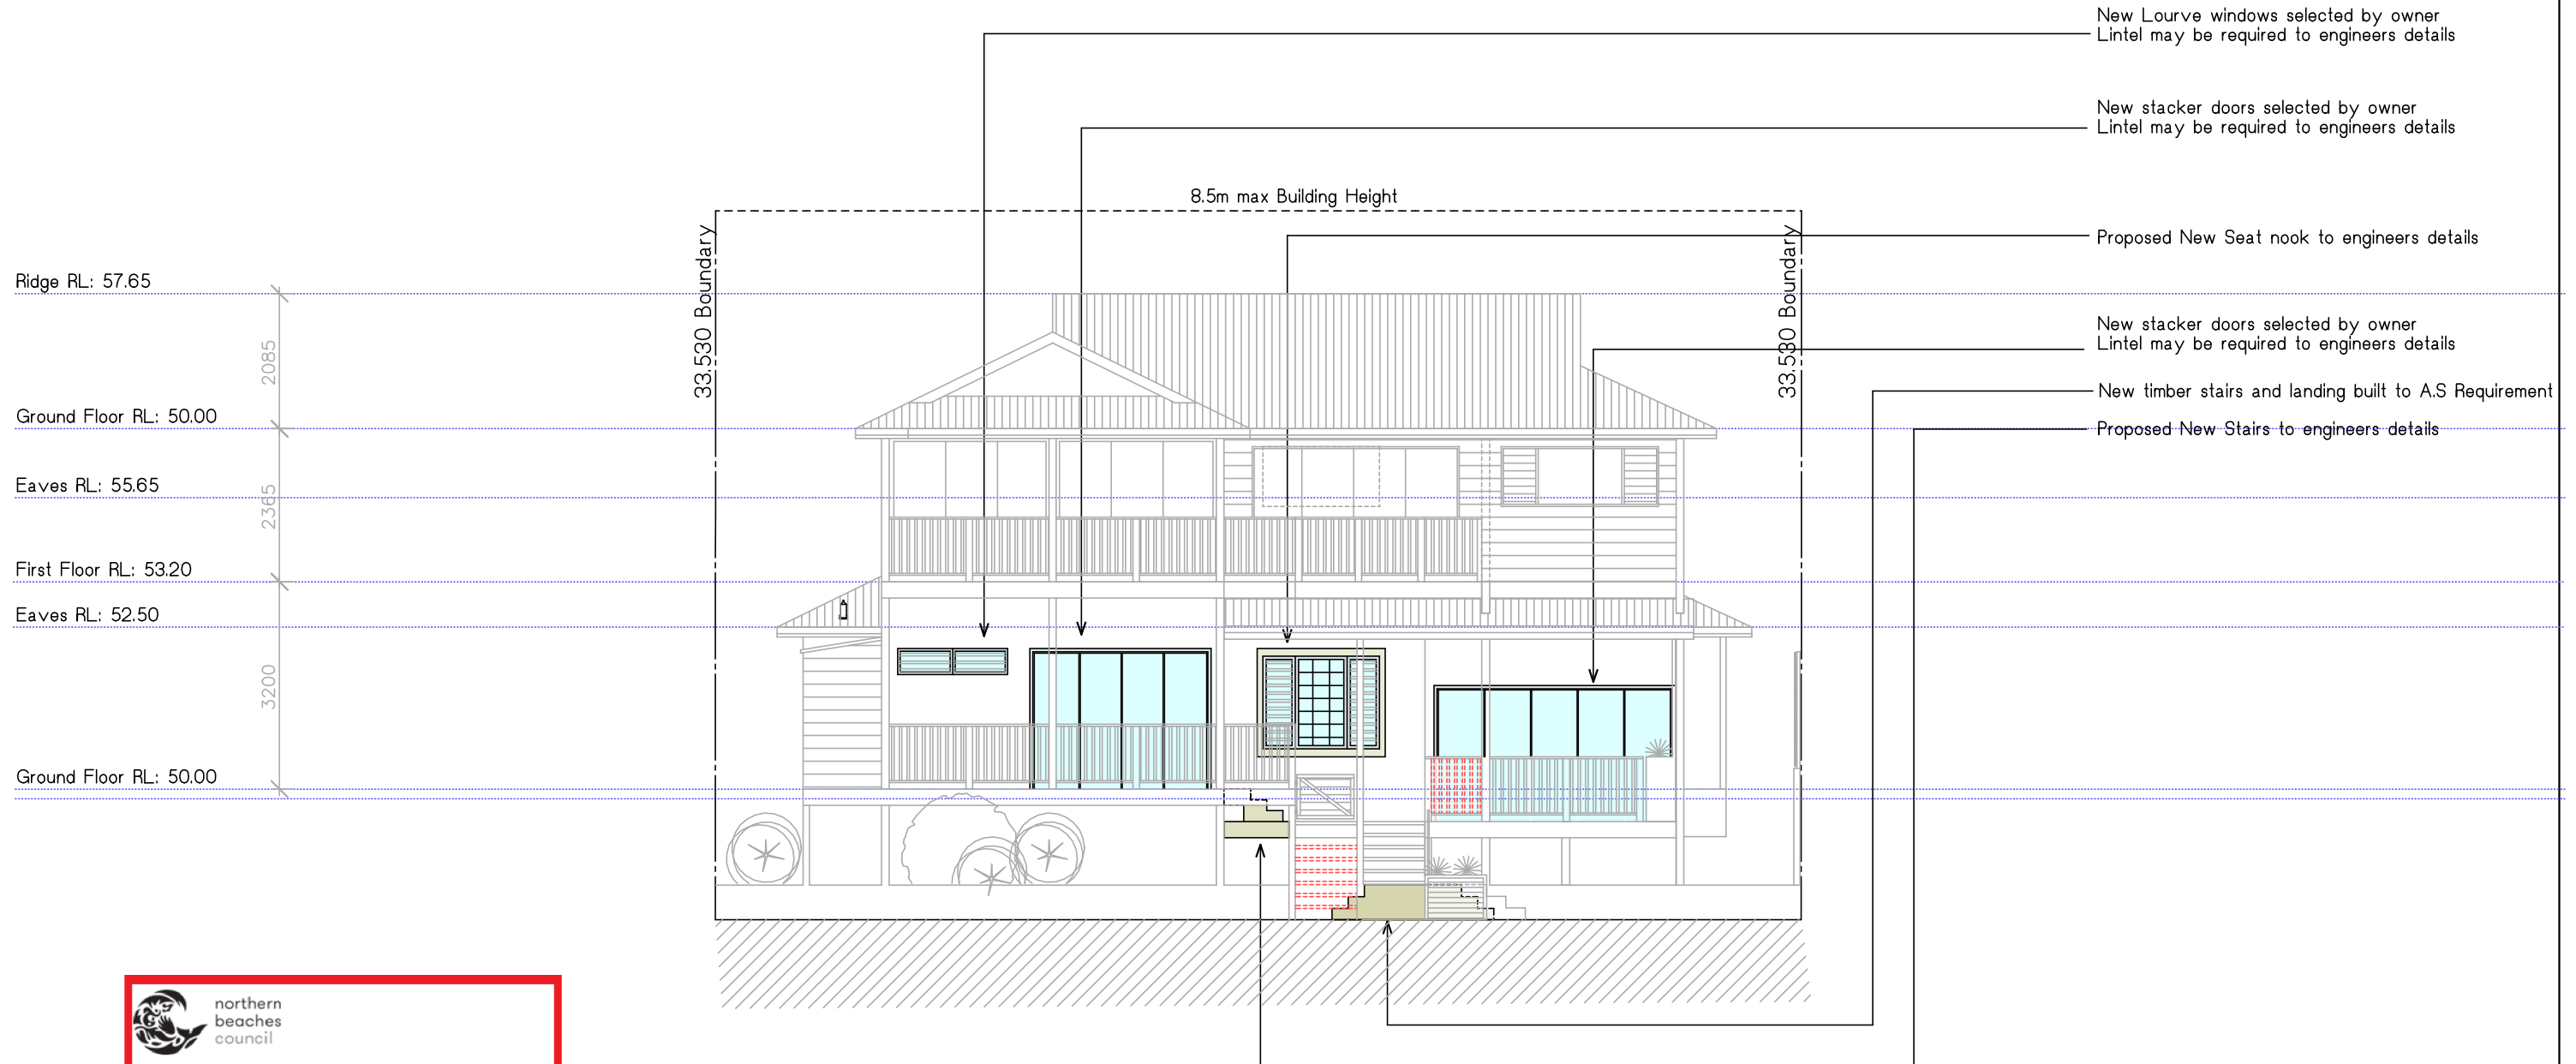 New Lourve windows selected by owner
Lintel may be required to engineers details
New stacker doors selected by owner
Lintel may be required to engineers details
8.5m max Building Height
33.530 Boundary
33.530 Boundary
Proposed New Seat nook to engineers details
Ridge RL: 57.65
New stacker doors selected by owner
Lintel may be required to engineers details
2085
New timber stairs and landing built to A.S Requirement
Ground Floor RL: 50.00
Proposed New Stairs to engineers details
Eaves RL: 55.65
2365
First Floor RL: 53.20
Eaves RL: 52.50
3200
Ground Floor RL: 50.00
northern
beaches
council